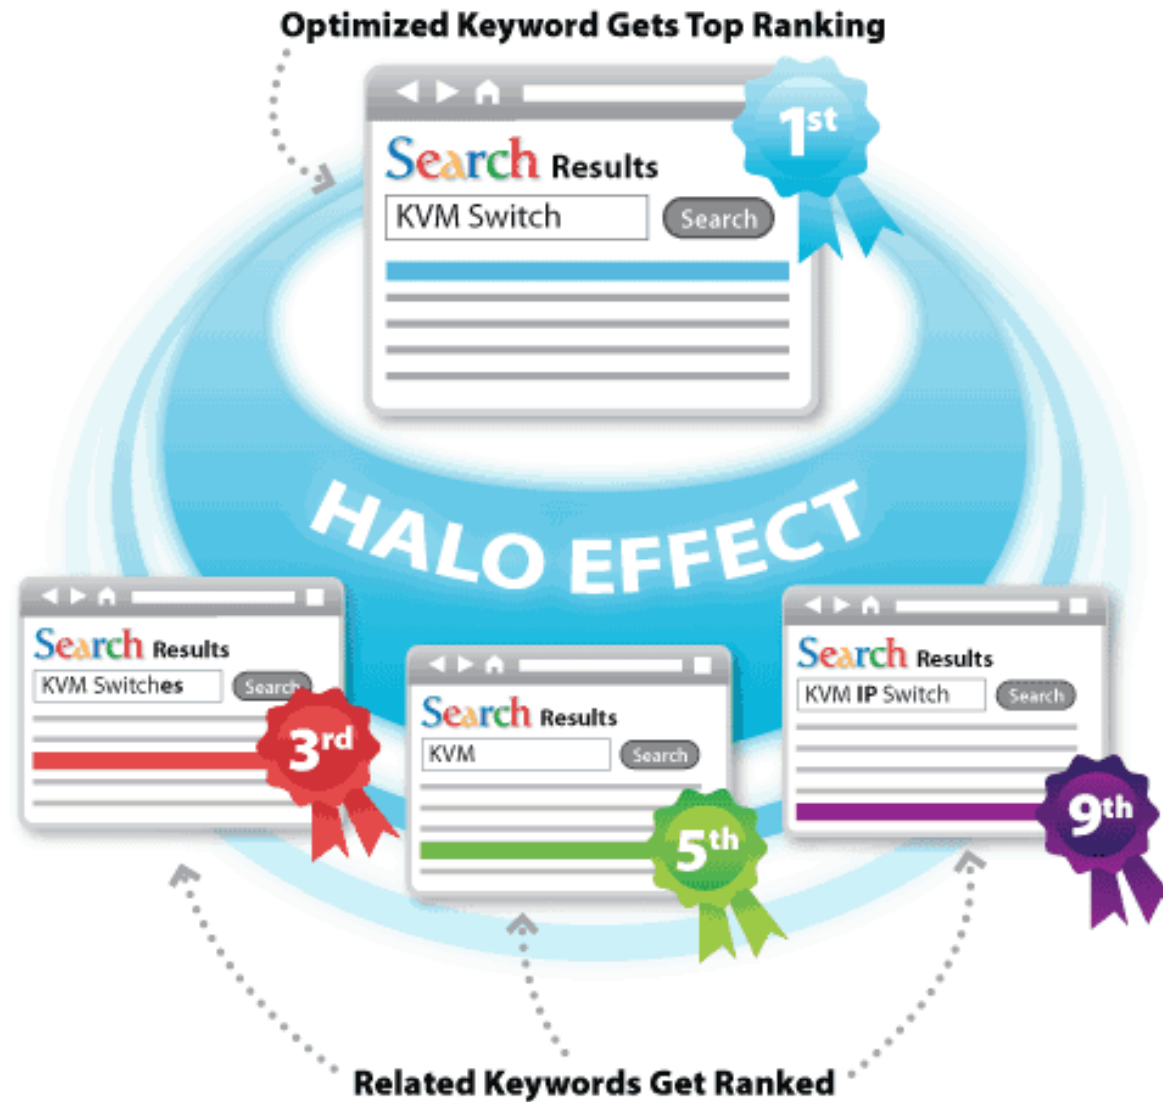 Optimized Keyword Gets Top Ranking
1st
Search Results
KVM Switch
Search
HALO EFFECT
Search Results
KVM Switches
Search
3rd
Search Results
KVM
Search
5th
Search Results
KVM IP Switch
Search
9th
Related Keywords Get Ranked